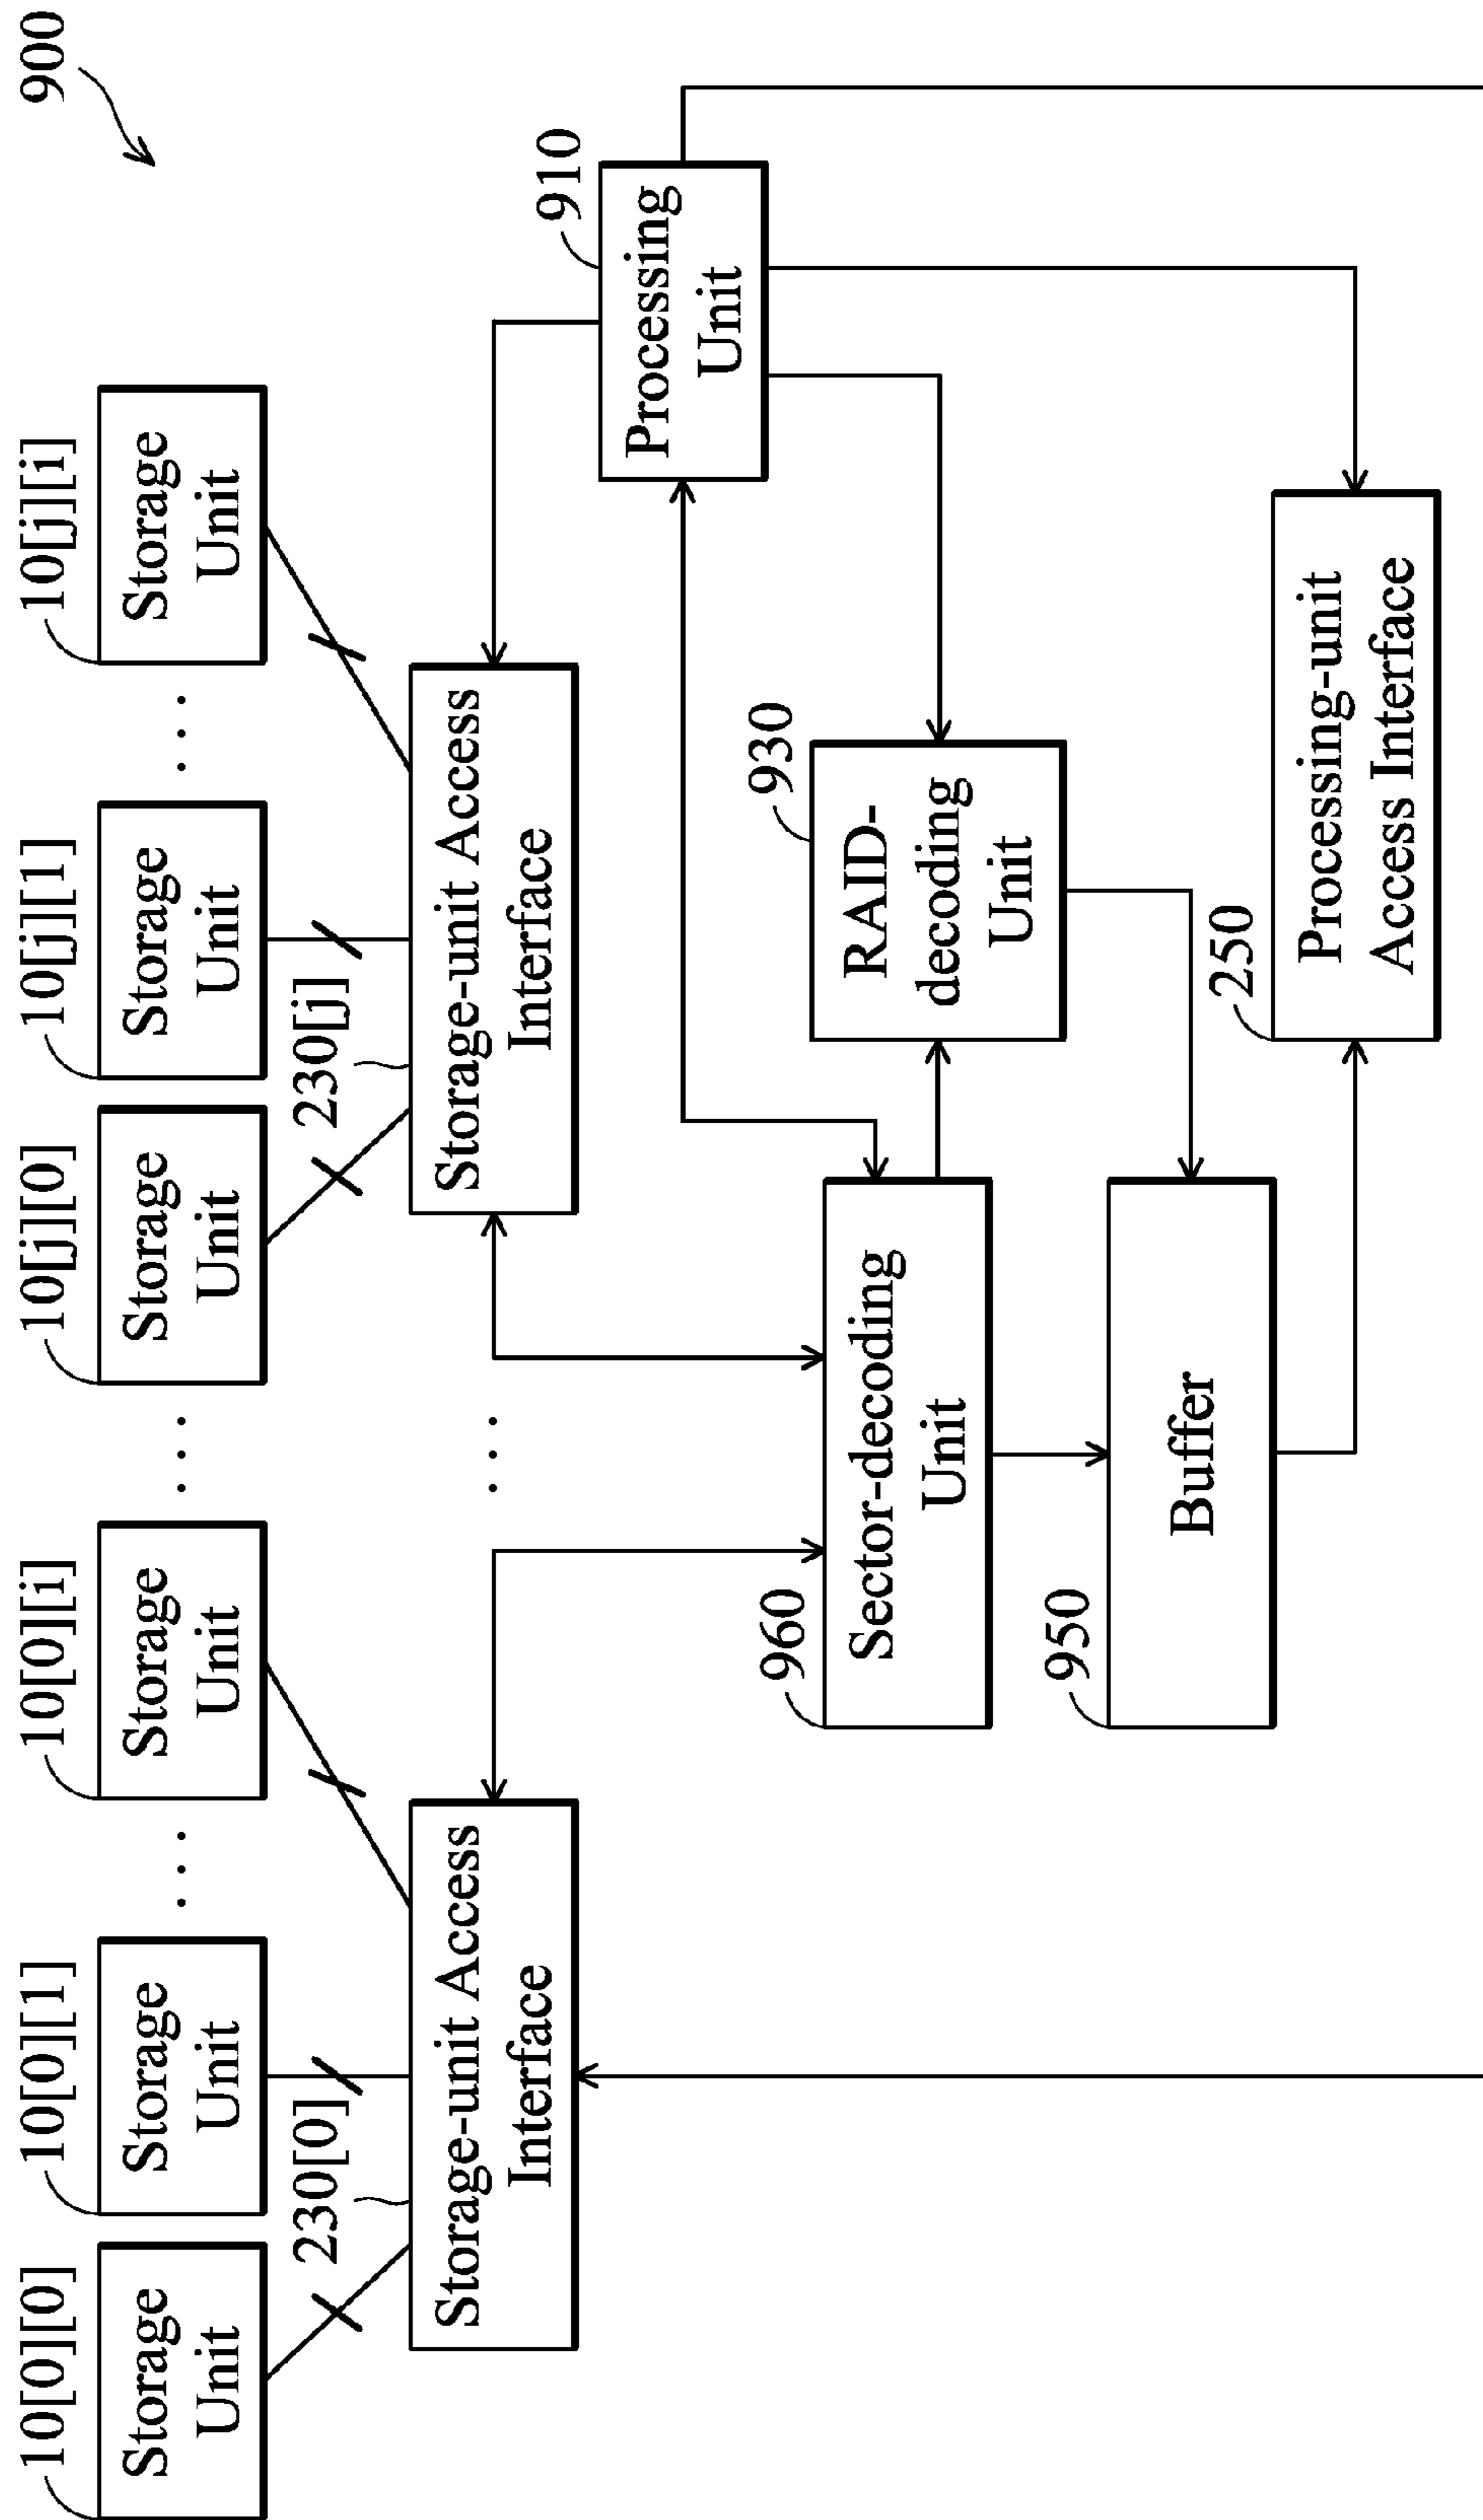 900
10[0][0]
10[0][1]
10[0][i]
10[j][0]
10[j][1]
10[j][i]
Storage
Unit
Storage
Unit
. . .
Storage
Unit
. . .
Storage
Unit
Storage
Unit
. . .
Storage
Unit
230[0]
230[j]
Storage-unit Access
Interface
. . .
Storage-unit Access
Interface
910
Processing
Unit
930
RAID-
decoding
Unit
960
Sector-decoding
Unit
950
Buffer
250
Processing-unit
Access Interface